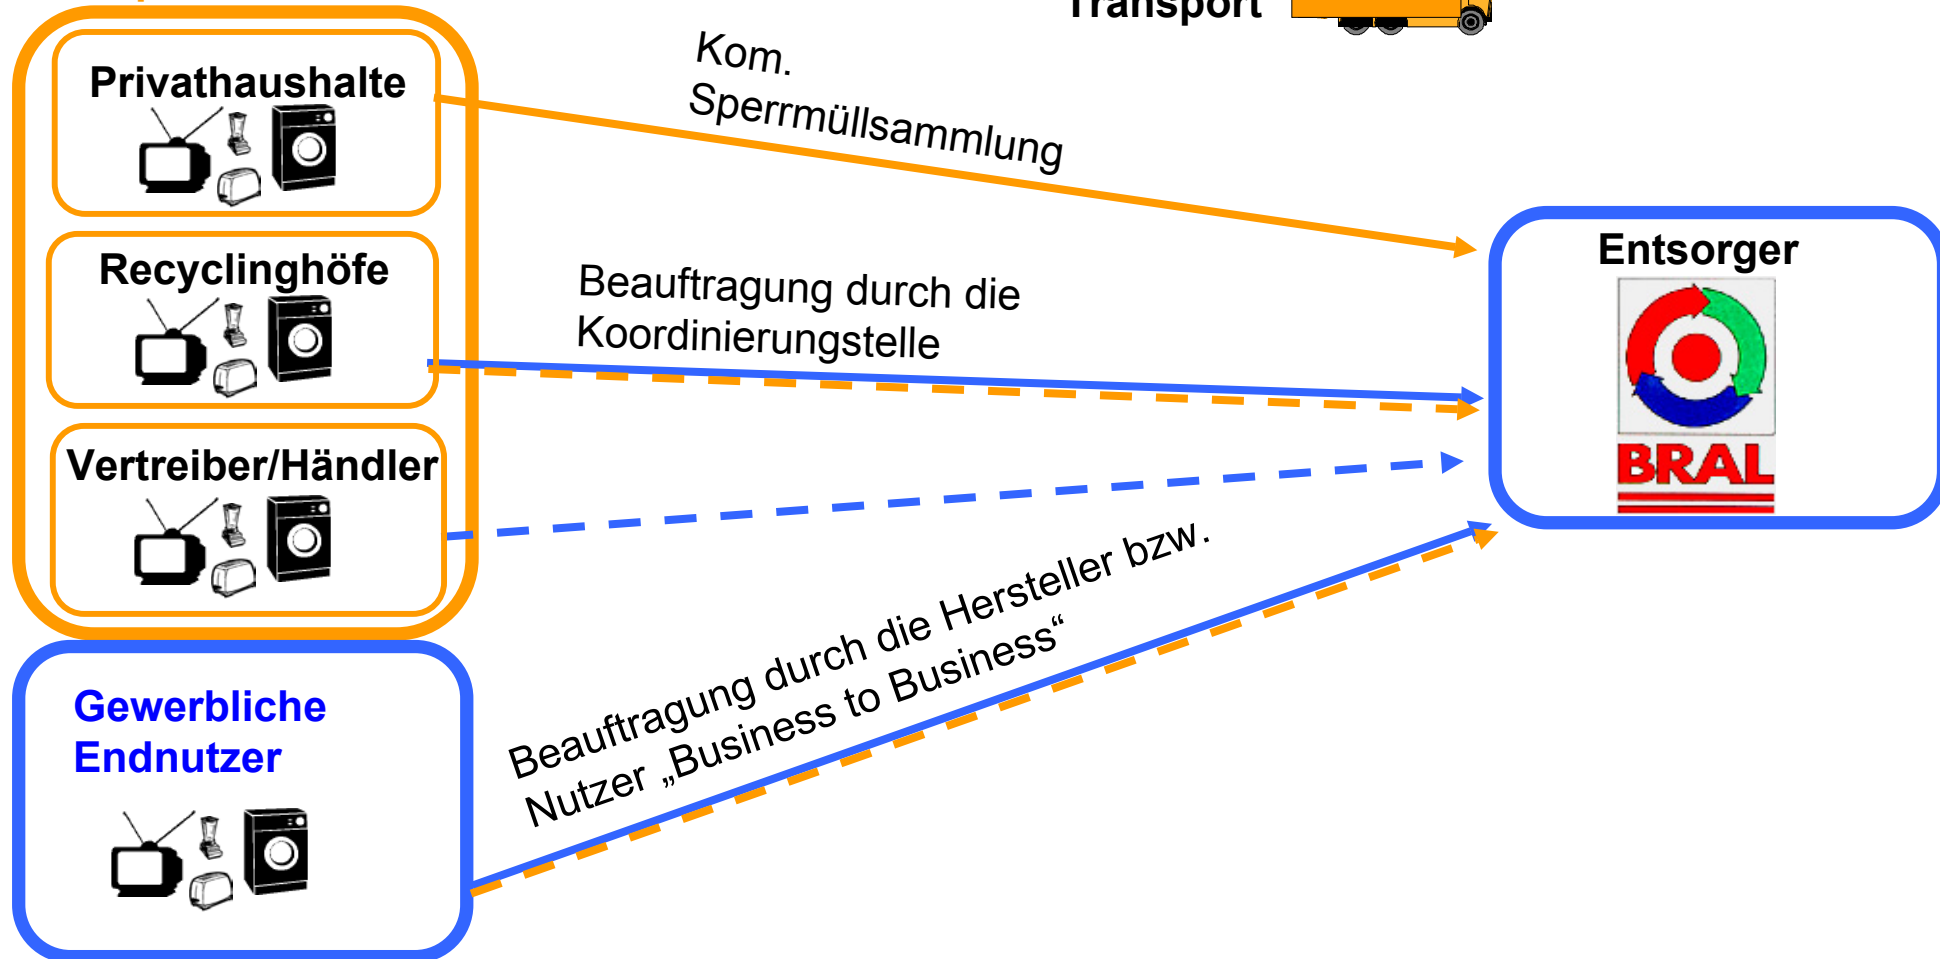 Transport
Kom.
Sperrmüllsammlung
Privathaushalte
Recyclinghöfe
Beauftragung durch die
Koordinierungstelle
Entsorger
BRAL
Vertreiber/Händler
Beauftragung durch die Hersteller bzw.
Nutzer „Business to Business“
Gewerbliche
Endnutzer